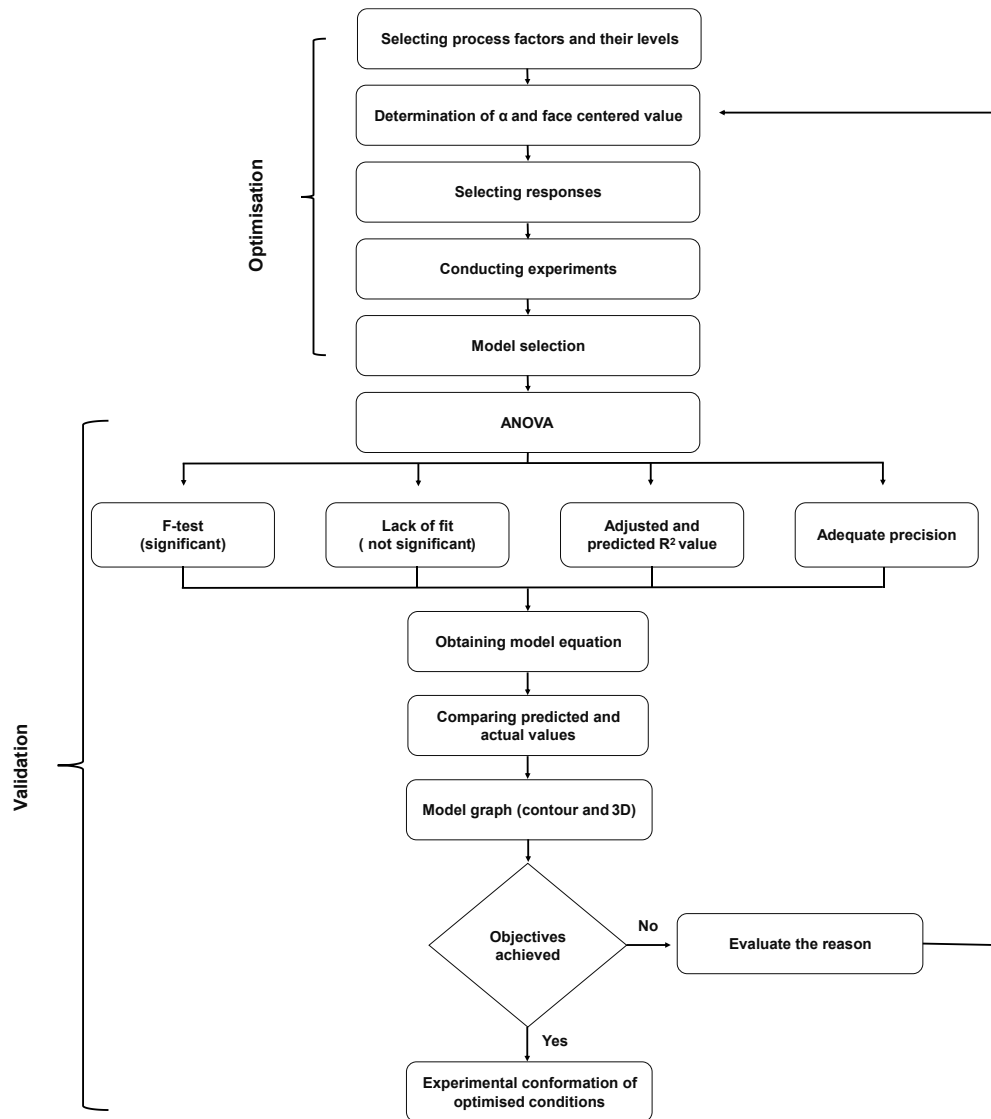 Selecting process factors and their levels
Determination of α and face centered value
Selecting responses
Optimisation
Conducting experiments
Model selection
ANOVA
F-test
(significant)
Lack of fit
( not significant)
Adjusted and
predicted R² value
Adequate precision
Obtaining model equation
Comparing predicted and
actual values
Validation
Model graph (contour and 3D)
Objectives
achieved
No
Evaluate the reason
Yes
Experimental conformation of
optimised conditions